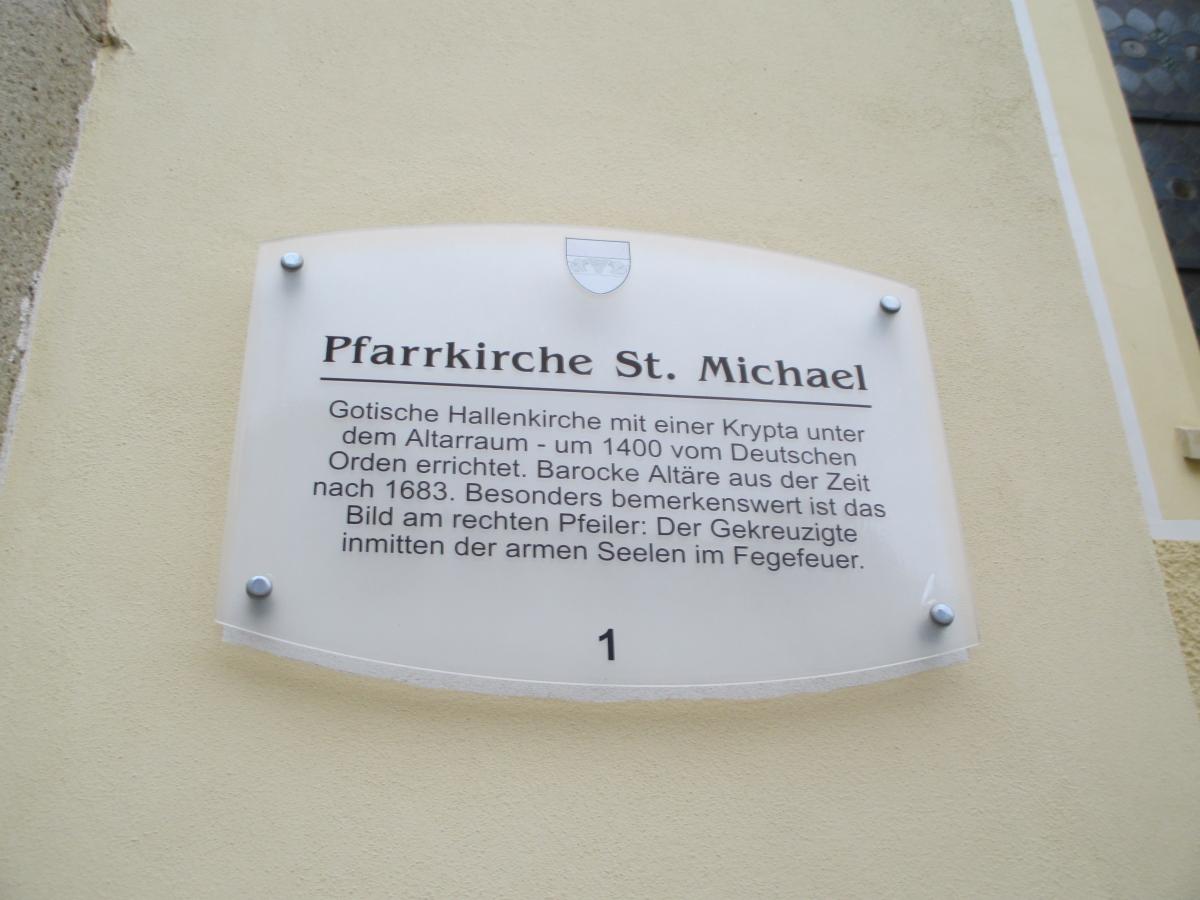 Pfarrkirche St. Michael
Gotische Hallenkirche mit einer Krypta unter
dem Altarraum - um 1400 vom Deutschen
Orden errichtet. Barocke Altäre aus der Zeit
nach 1683. Besonders bemerkenswert ist das
Bild am rechten Pfeiler: Der Gekreuzigte
inmitten der armen Seelen im Fegefeuer.
1